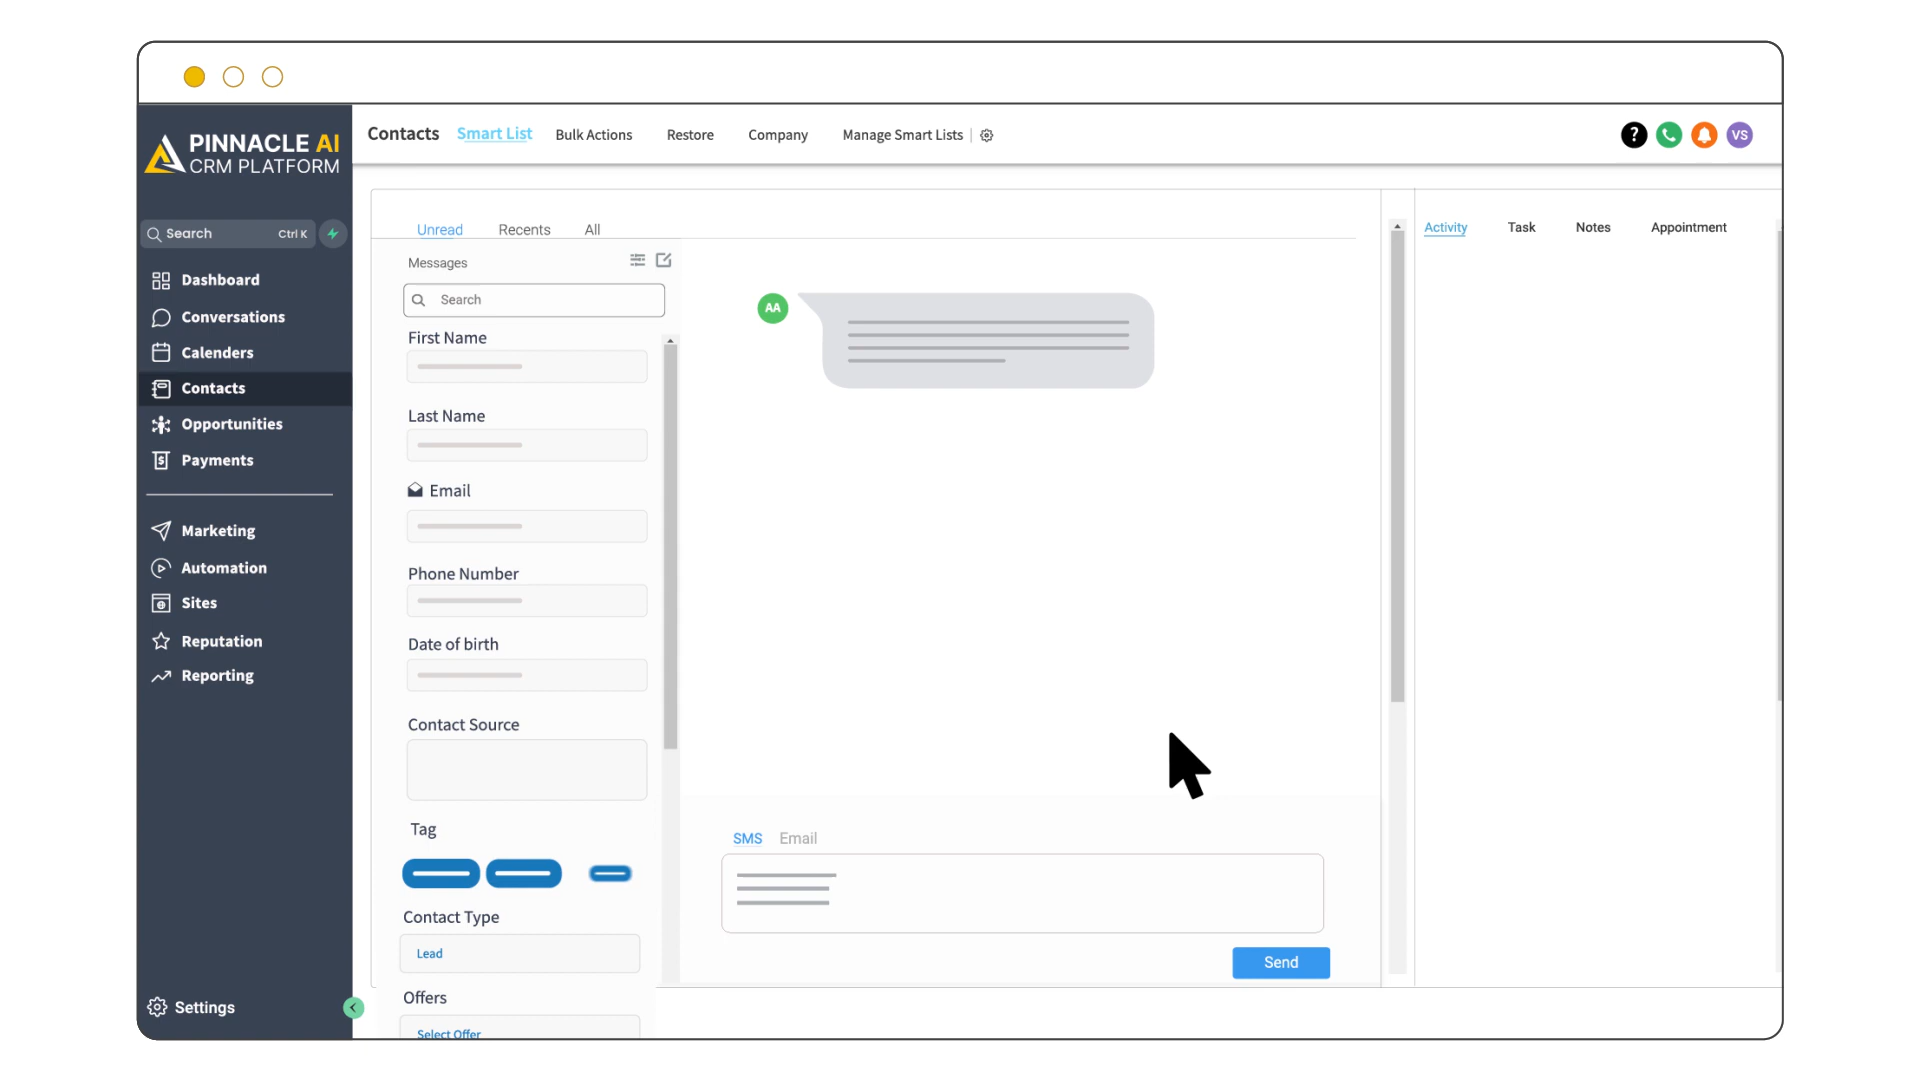 PINNACLE AI
CRM PLATFORM
Contacts Smart List Bulk Actions Restore Company Manage Smart Lists
? VS
Search Ctrl K
Dashboard
Conversations
Calenders
Contacts
Opportunities
Payments
Marketing
Automation
Sites
Reputation
Reporting
Settings
Unread Recents All
Messages
Search
First Name
Last Name
Email
Phone Number
Date of birth
Contact Source
Tag
Contact Type
Lead
Offers
Select Offer
AA
SMS Email
Send
Activity Task Notes Appointment